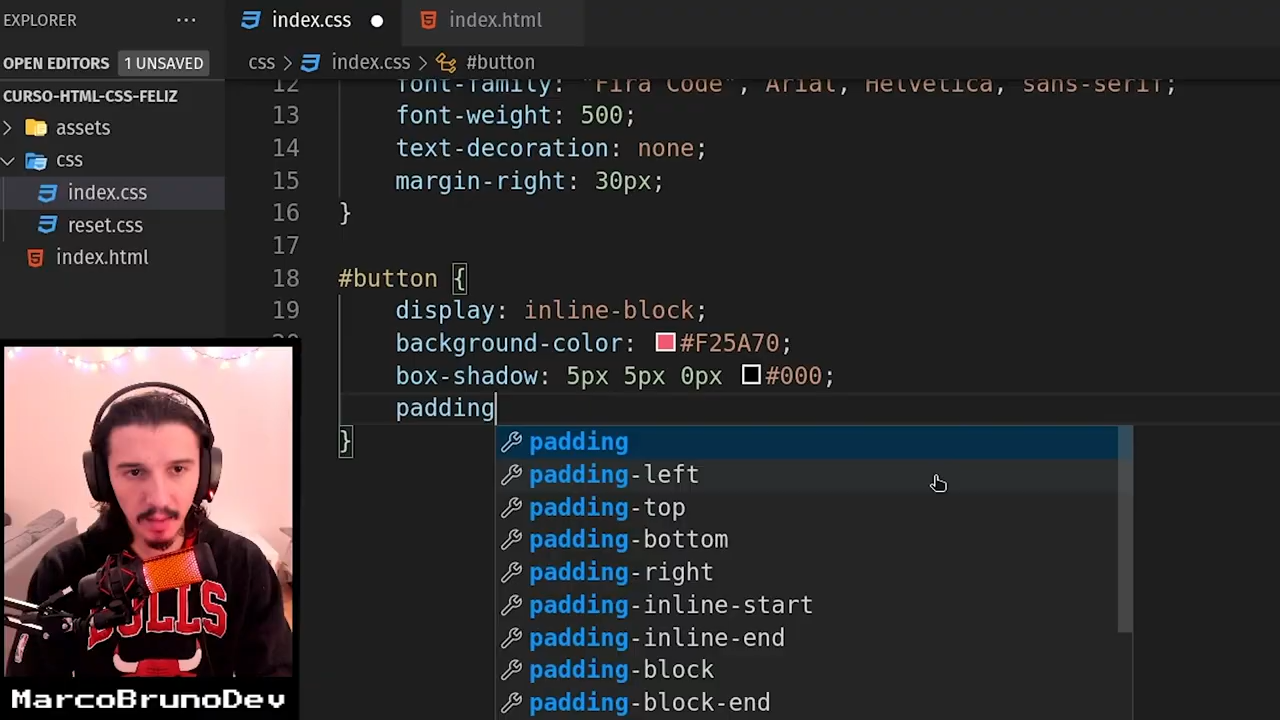 EXPLORER ...
OPEN EDITORS 1 UNSAVED
CURSO-HTML-CSS-FELIZ
assets
css
index.css
reset.css
index.html
index.css index.html
css > index.css > #button
12 font-family: "Fira Code", Arial, Helvetica, sans-serif;
13 font-weight: 500;
14 text-decoration: none;
15 margin-right: 30px;
16 }
17
18 #button {
19 display: inline-block;
background-color: #F25A70;
box-shadow: 5px 5px 0px #000;
padding
}
padding
padding-left
padding-top
padding-bottom
padding-right
padding-inline-start
padding-inline-end
padding-block
padding-block-end
BULLS
MarcoBrunoDev